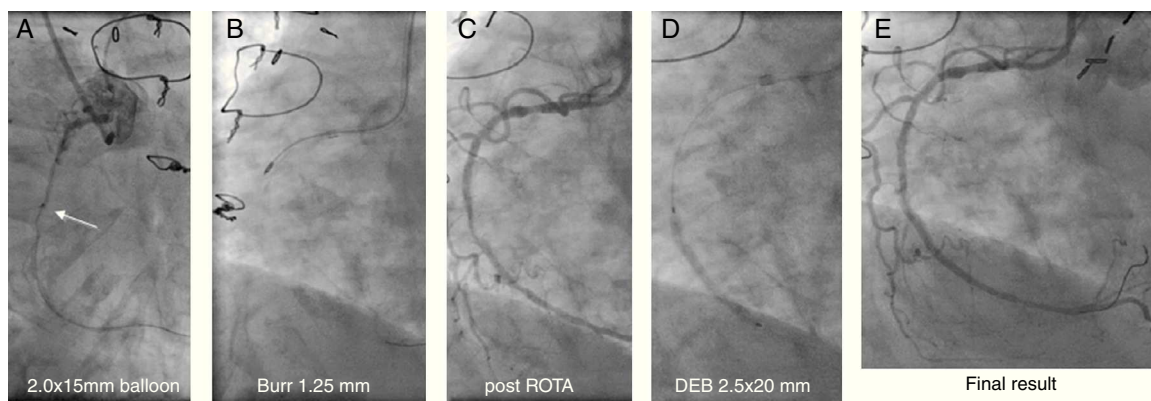 A
B
C
D
E
2.0x15mm balloon
Burr 1.25 mm
post ROTA
DEB 2.5x20 mm
Final result